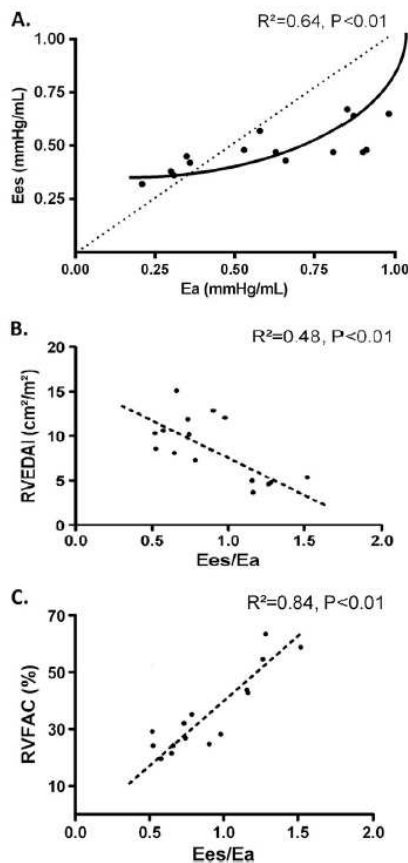 A.
R²=0.64, P<0.01
1.00
0.75
0.50
0.25
Ees (mmHg/mL)
0.00 0.25 0.50 0.75 1.00
Ea (mmHg/mL)
B.
R²=0.48, P<0.01
20
15
10
5
0
RVEDAI (cm²/m²)
0.0 0.5 1.0 1.5 2.0
Ees/Ea
C.
R²=0.84, P<0.01
70
50
30
10
RVFAC (%)
0.0 0.5 1.0 1.5 2.0
Ees/Ea